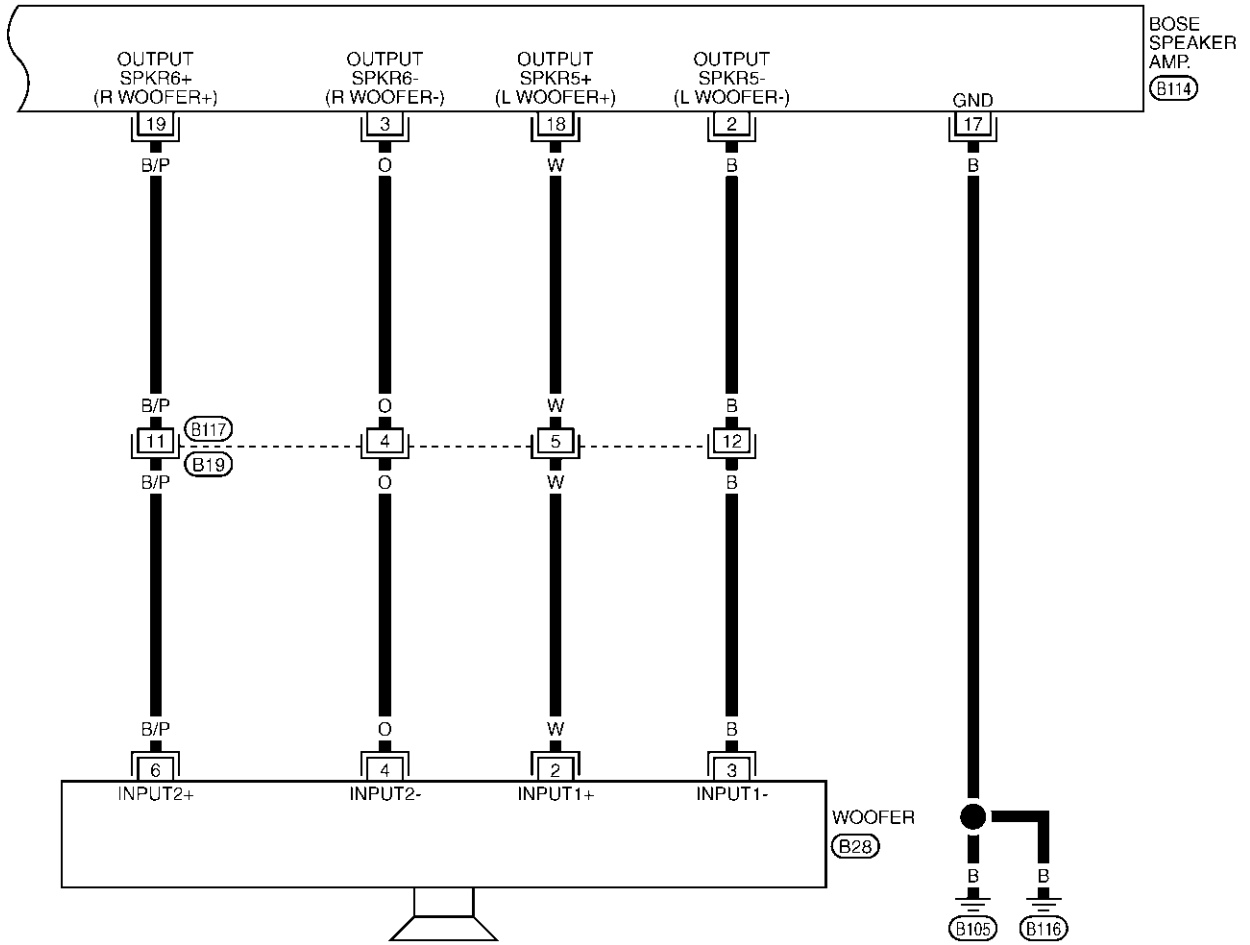 BOSE
SPEAKER
AMP.
B114
OUTPUT
SPKR6+
(R WOOFER+)
OUTPUT
SPKR6-
(R WOOFER-)
OUTPUT
SPKR5+
(L WOOFER+)
OUTPUT
SPKR5-
(L WOOFER-)
GND
19 3 18 2 17
B/P O W B B
B/P O W B
B117
11 4 5 12
B19
B/P O W B
B/P O W B
6 4 2 3
INPUT2+ INPUT2- INPUT1+ INPUT1-
WOOFER
B28
B B
B105 B116